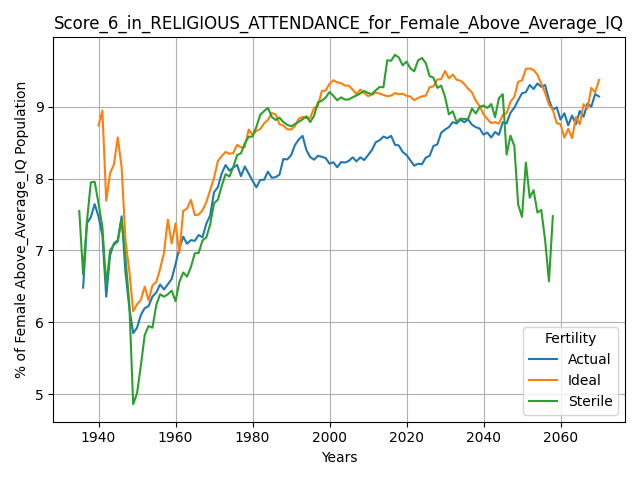 Score_6_in_RELIGIOUS_ATTENDANCE_for_Female_Above_Average_IQ
% of Female Above_Average_IQ Population
9
8
7
6
5
Fertility
Actual
Ideal
Sterile
1940 1960 1980 2000 2020 2040 2060
Years